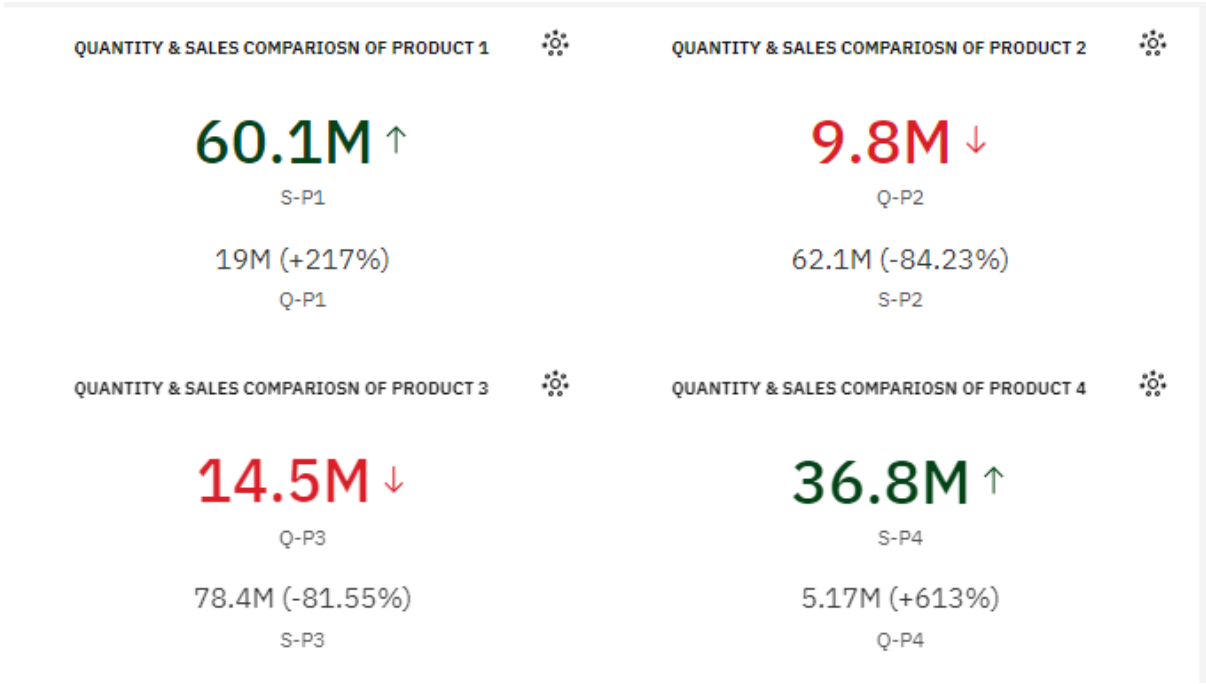 QUANTITY & SALES COMPARIOSN OF PRODUCT 1
60.1M ↑
S-P1
19M (+217%)
Q-P1
QUANTITY & SALES COMPARIOSN OF PRODUCT 2
9.8M ↓
Q-P2
62.1M (-84.23%)
S-P2
QUANTITY & SALES COMPARIOSN OF PRODUCT 3
14.5M ↓
Q-P3
78.4M (-81.55%)
S-P3
QUANTITY & SALES COMPARIOSN OF PRODUCT 4
36.8M ↑
S-P4
5.17M (+613%)
Q-P4